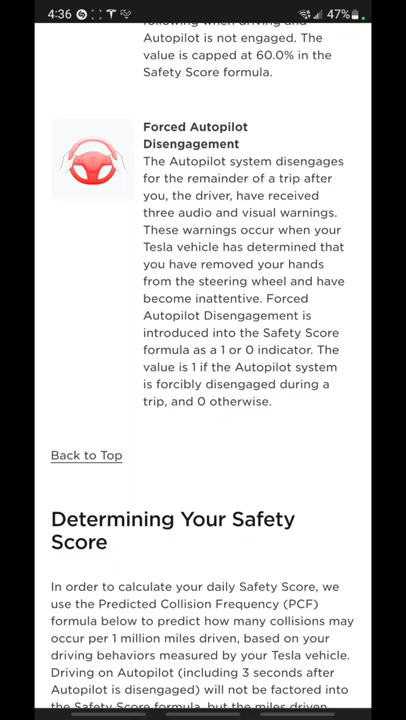 4:36
47%
following when driving and
Autopilot is not engaged. The
value is capped at 60.0% in the
Safety Score formula.
Forced Autopilot
Disengagement
The Autopilot system disengages
for the remainder of a trip after
you, the driver, have received
three audio and visual warnings.
These warnings occur when your
Tesla vehicle has determined that
you have removed your hands
from the steering wheel and have
become inattentive. Forced
Autopilot Disengagement is
introduced into the Safety Score
formula as a 1 or 0 indicator. The
value is 1 if the Autopilot system
is forcibly disengaged during a
trip, and 0 otherwise.
Back to Top
Determining Your Safety
Score
In order to calculate your daily Safety Score, we
use the Predicted Collision Frequency (PCF)
formula below to predict how many collisions may
occur per 1 million miles driven, based on your
driving behaviors measured by your Tesla vehicle.
Driving on Autopilot (including 3 seconds after
Autopilot is disengaged) will not be factored into
the Safety Score formula, but the miles driven